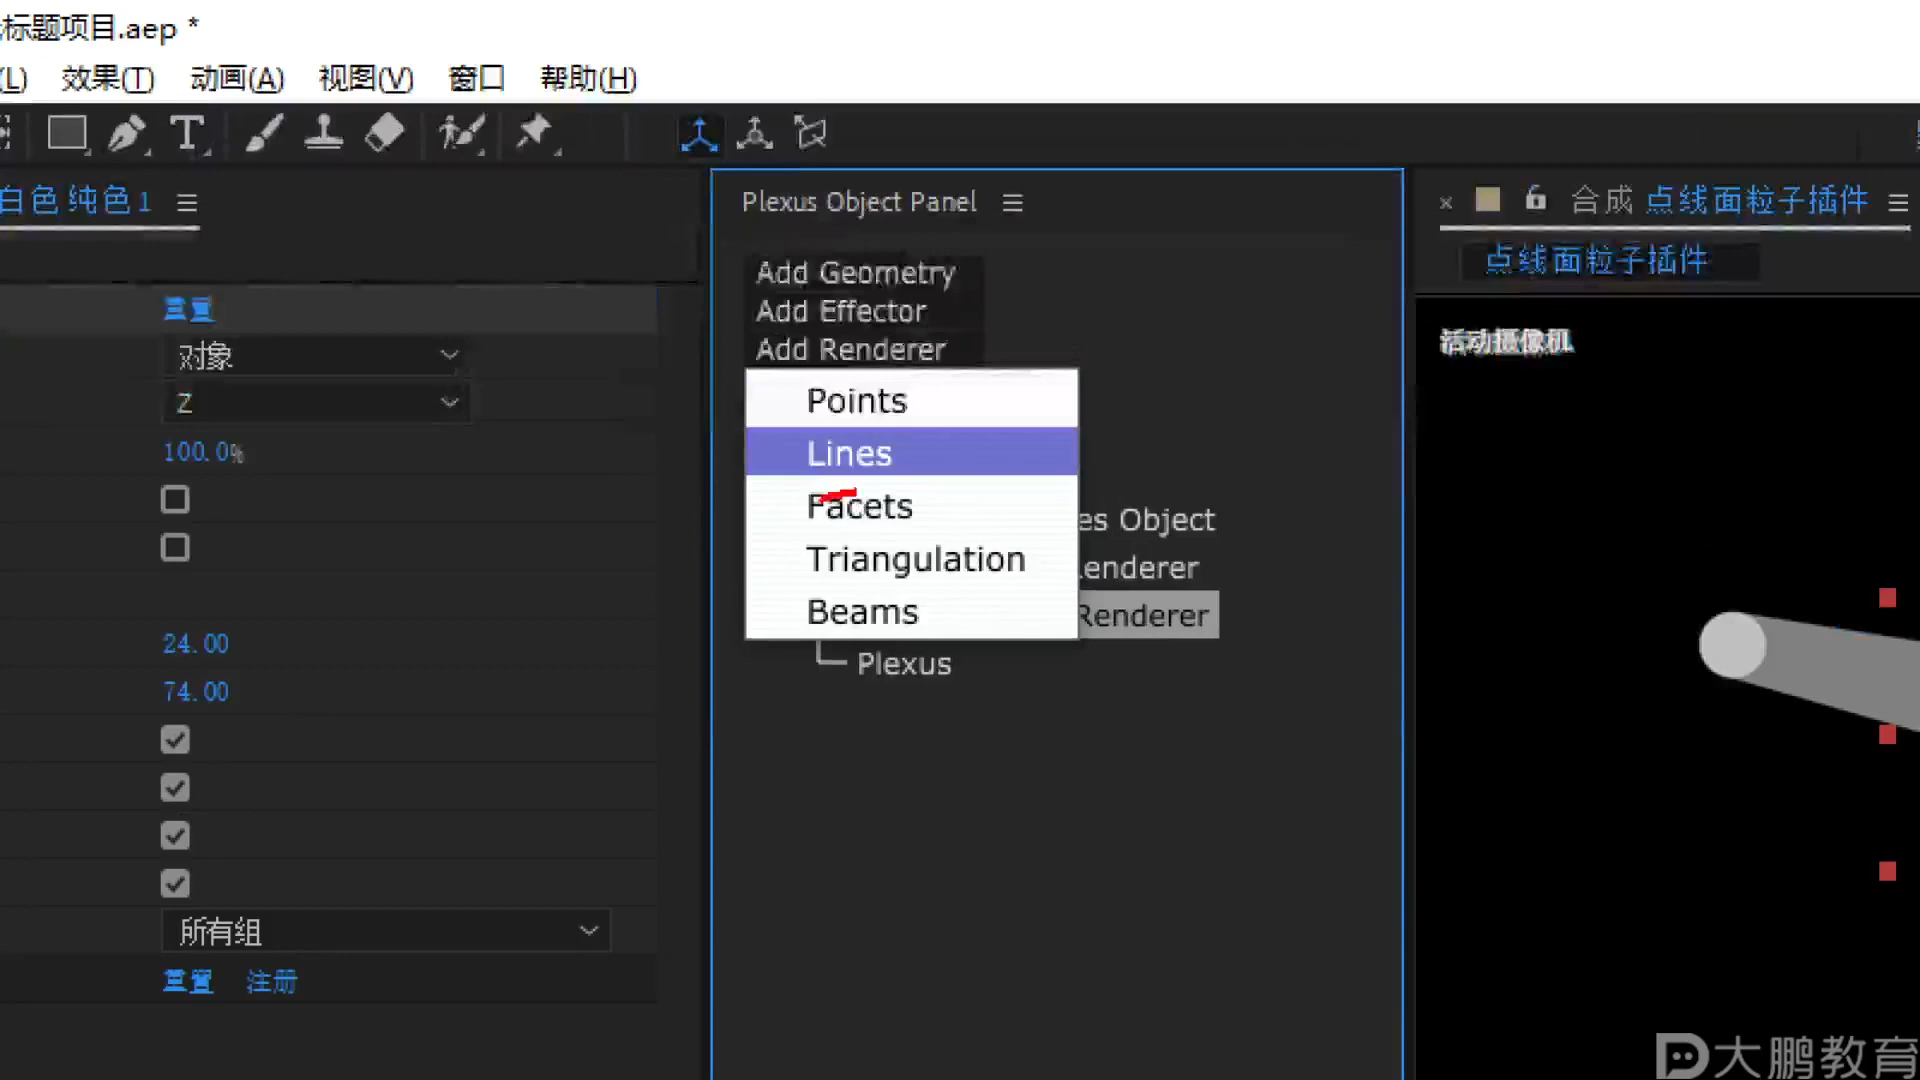 标题项目.aep *
(L) 效果(T) 动画(A) 视图(V) 窗口 帮助(H)
白色 纯色 1
Plexus Object Panel
× 合成 点线面粒子插件
点线面粒子插件
Add Geometry
Add Effector
Add Renderer
重置
活动摄像机
对象
Z
Points
100.0%
Lines
Facets
es Object
Triangulation
enderer
Beams
Renderer
24.00
Plexus
74.00
所有组
重置 注册
大鹏教育